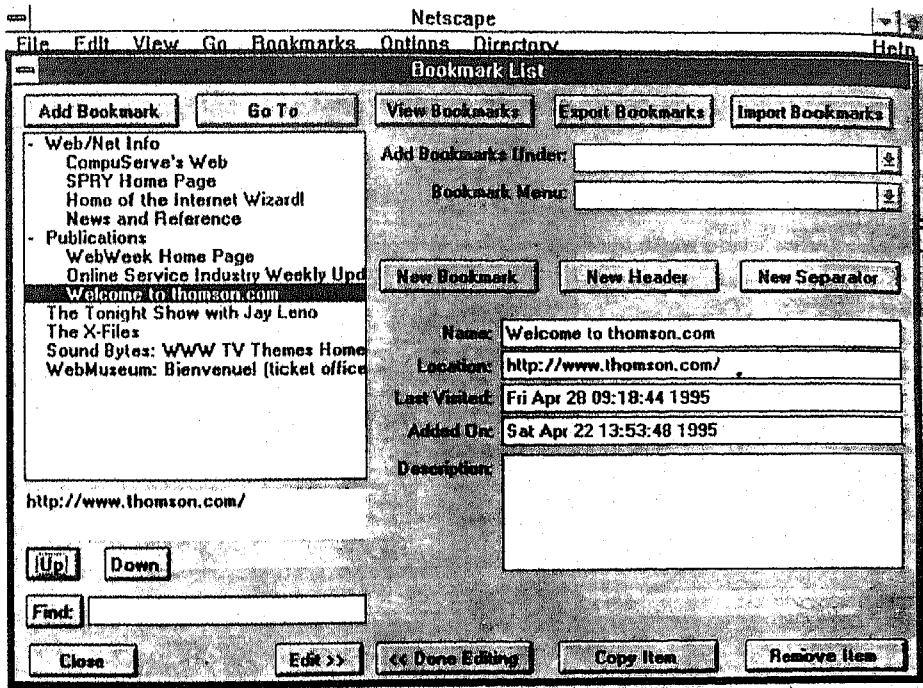 Netscape
File Edit View Go Bookmarks Options Directory Help
Bookmark List
Add Bookmark Go To View Bookmarks Export Bookmarks Import Bookmarks
- Web/Net Info
CompuServe's Web
SPRY Home Page
Home of the Internet Wizard!
News and Reference
- Publications
WebWeek Home Page
Online Service Industry Weekly Upd
Welcome to thomson.com
The Tonight Show with Jay Leno
The X-Files
Sound Bytes: WWW TV Themes Home
WebMuseum: Bienvenue! (ticket office
http://www.thomson.com/
Up Down
Find:
Close Edit >>
Add Bookmarks Under:
Bookmark Menu:
New Bookmark New Header New Separator
Name: Welcome to thomson.com
Location: http://www.thomson.com/
Last Visited: Fri Apr 28 09:18:44 1995
Added On: Sat Apr 22 13:53:48 1995
Description:
<< Done Editing Copy Item Remove Item